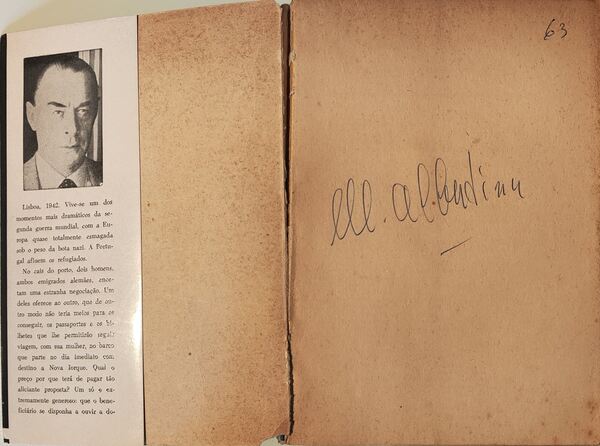 Lisboa, 1942. Vive-se um dos
momentos mais dramáticos da se-
gunda guerra mundial, com a Eu-
ropa quase totalmente esmagada
sob o peso da bota nazi. A Portu-
gal afluem os refugiados.
No cais do porto, dois homens,
ambos emigrados alemães, ence-
tam uma estranha negociação. Um
deles oferece ao outro, que de ou-
tro modo não teria meios para os
conseguir, os passaportes e os bi-
lhetes que lhe permitirão seguir
viagem, com sua mulher, no barco
que parte no dia imediato com
destino a Nova Iorque. Qual o
preço por que terá de pagar tão
aliciante proposta? Um só e ex-
tremamente generoso: que o bene-
ficiário se disponha a ouvir a do-
63
M. Albertina